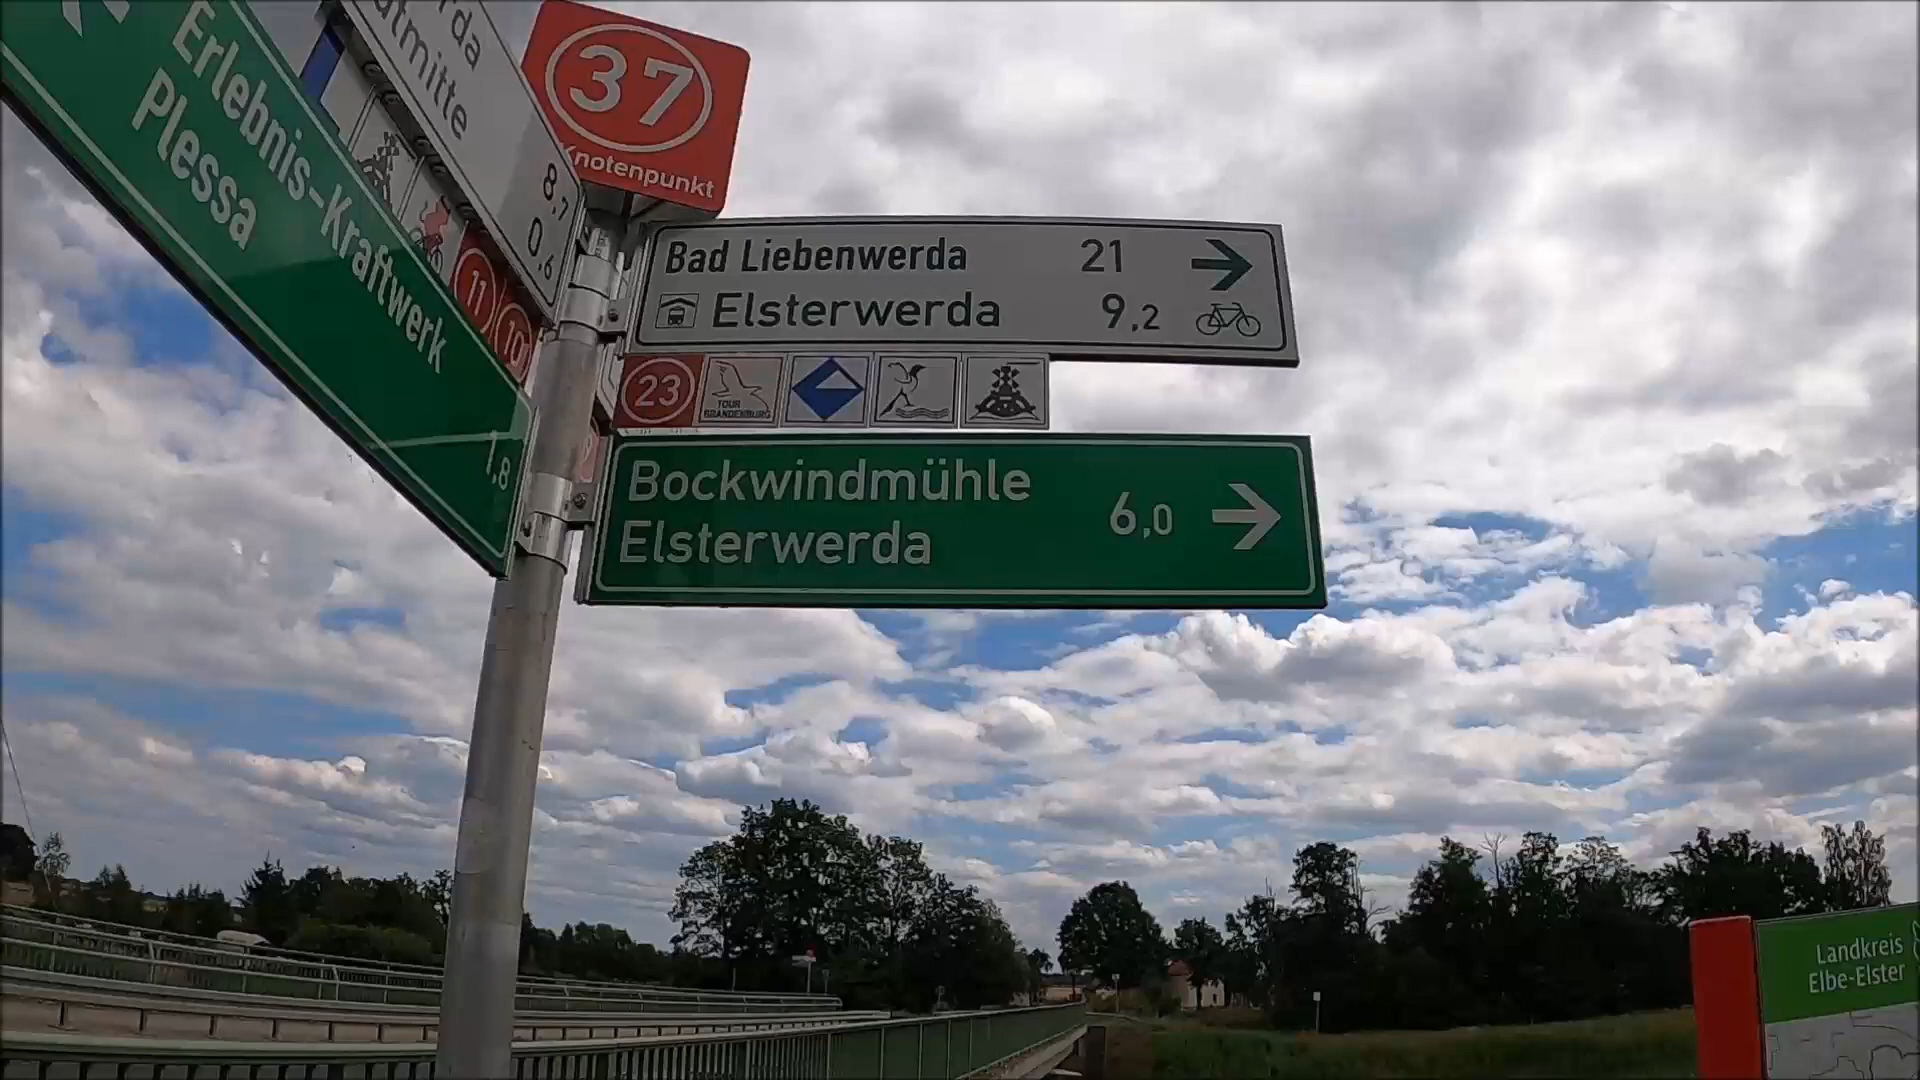 37
Knotenpunkt
8,7
0,6
Erlebnis-Kraftwerk
Plessa
1,8
11
10
Bad Liebenwerda 21
Elsterwerda 9,2
23
TOUR
BRANDENBURG
Bockwindmühle
Elsterwerda
6,0
Landkreis
Elbe-Elster